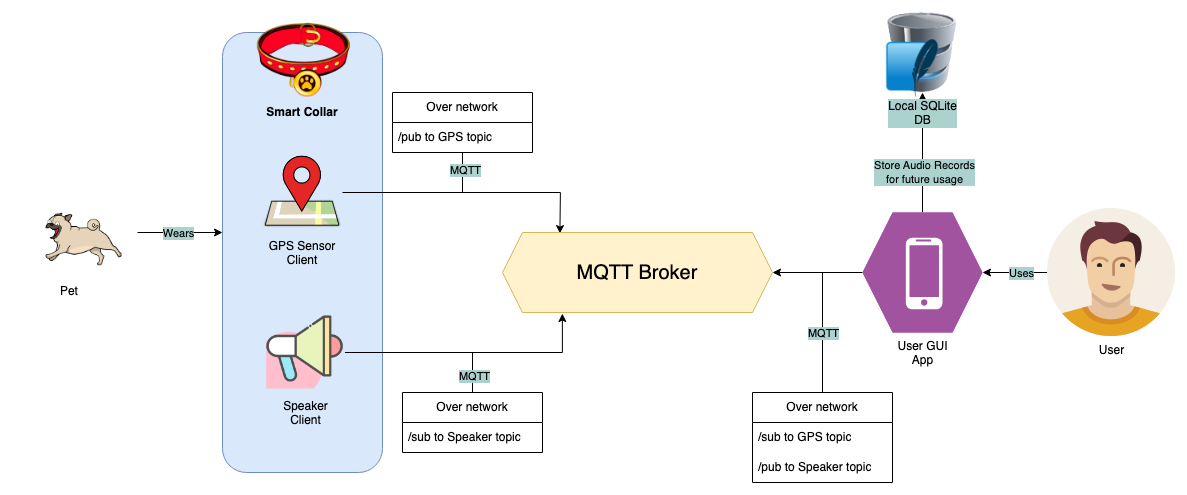 Smart Collar
Over network
/pub to GPS topic
MQTT
Local SQLite
DB
Store Audio Records
for future usage
Wears
Pet
GPS Sensor
Client
MQTT Broker
Uses
User GUI
App
User
MQTT
MQTT
Speaker
Client
Over network
/sub to Speaker topic
Over network
/sub to GPS topic
/pub to Speaker topic